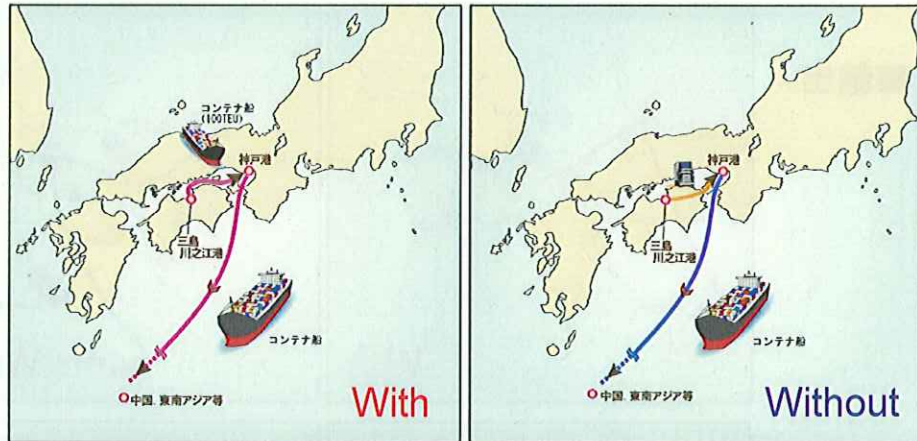 コンテナ船
(100TEU)
神戸港
三島
川之江港
コンテナ船
中国、東南アジア等
With
神戸港
三島
川之江港
コンテナ船
中国、東南アジア等
Without